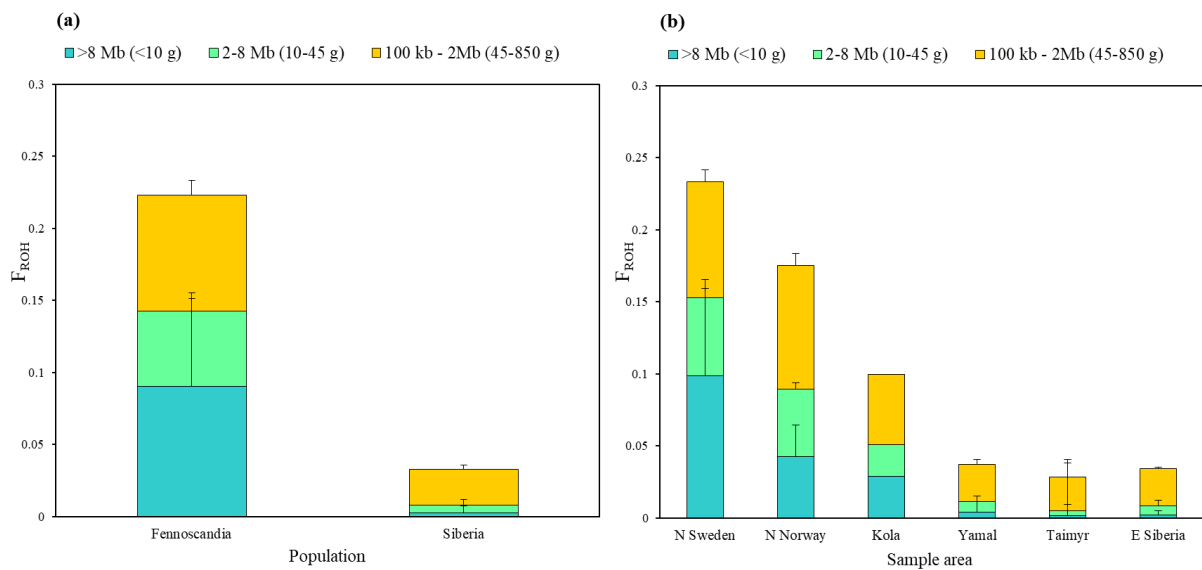 (a)
>8 Mb (<10 g) 2-8 Mb (10-45 g) 100 kb - 2Mb (45-850 g)
0.3
0.25
0.2
0.15
0.1
0.05
0
F_ROH
Fennoscandia Siberia
Population
(b)
>8 Mb (<10 g) 2-8 Mb (10-45 g) 100 kb - 2Mb (45-850 g)
0.3
0.25
0.2
0.15
0.1
0.05
0
F_ROH
N Sweden N Norway Kola Yamal Taimyr E Siberia
Sample area